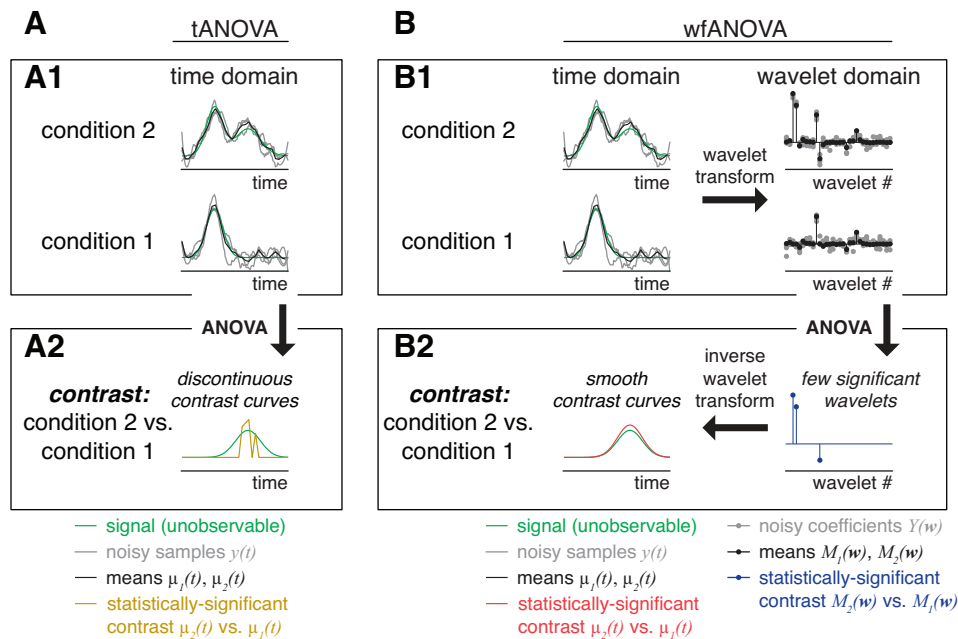 A
tANOVA
A1
time domain
condition 2
time
condition 1
time
ANOVA
A2
contrast:
condition 2 vs.
condition 1
discontinuous
contrast curves
time
signal (unobservable)
noisy samples y(t)
means μ₁(t), μ₂(t)
statistically-significant
contrast μ₂(t) vs. μ₁(t)
B
wfANOVA
B1
time domain
wavelet domain
condition 2
time
wavelet
transform
wavelet #
condition 1
time
wavelet #
ANOVA
B2
contrast:
condition 2 vs.
condition 1
smooth
contrast curves
time
inverse
wavelet
transform
few significant
wavelets
wavelet #
signal (unobservable)
noisy samples y(t)
means μ₁(t), μ₂(t)
statistically-significant
contrast μ₂(t) vs. μ₁(t)
noisy coefficients Y(w)
means M₁(w), M₂(w)
statistically-significant
contrast M₂(w) vs. M₁(w)